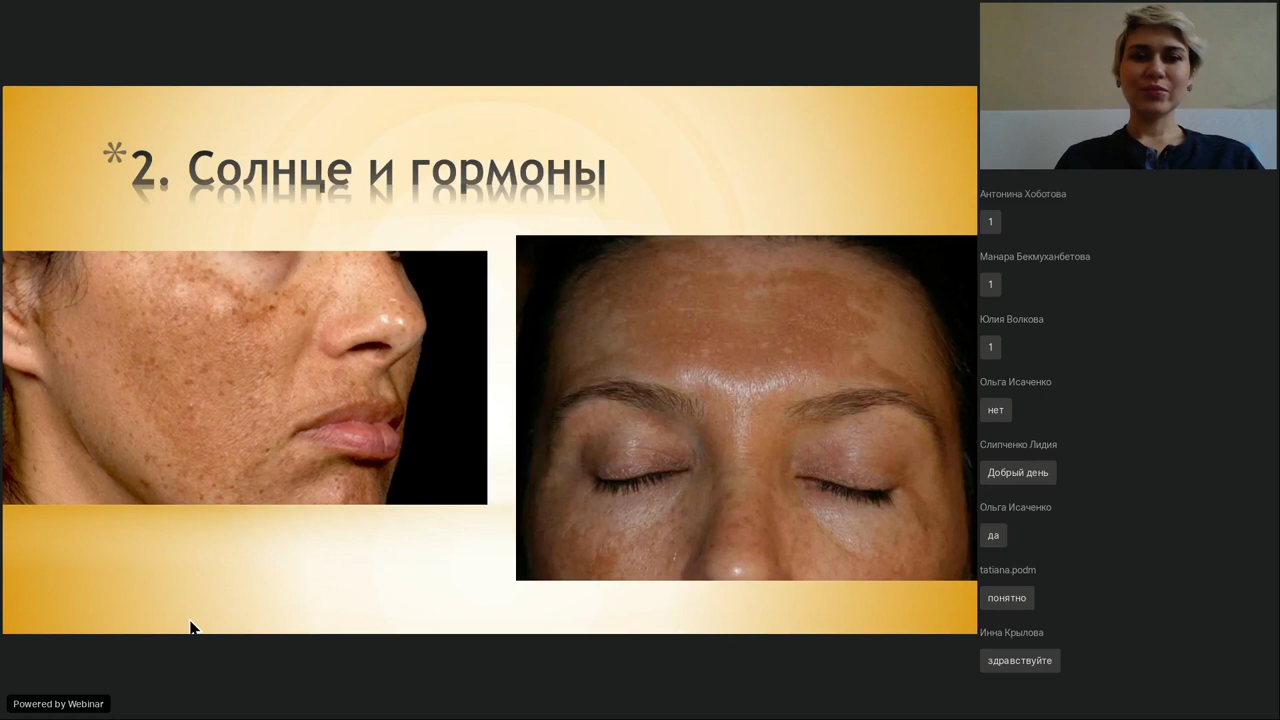 *2. Солнце и гормоны
Антонина Хоботова
1
Манара Бекмуханбетова
1
Юлия Волкова
1
Ольга Исаченко
нет
Слипченко Лидия
Добрый день
Ольга Исаченко
да
tatiana.podm
понятно
Инна Крылова
здравствуйте
Powered by Webinar